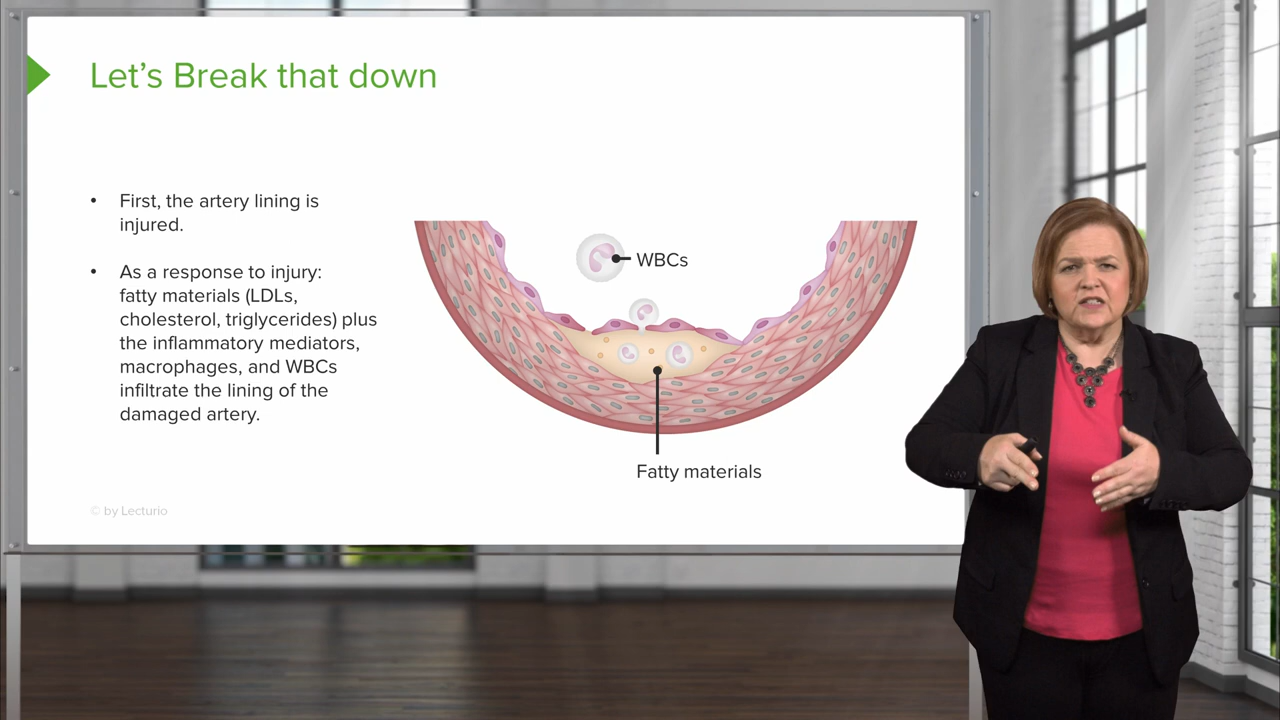 Let's Break that down
• First, the artery lining is
injured.
• As a response to injury:
fatty materials (LDLs,
cholesterol, triglycerides) plus
the inflammatory mediators,
macrophages, and WBCs
infiltrate the lining of the
damaged artery.
WBCs
Fatty materials
© by Lecturio